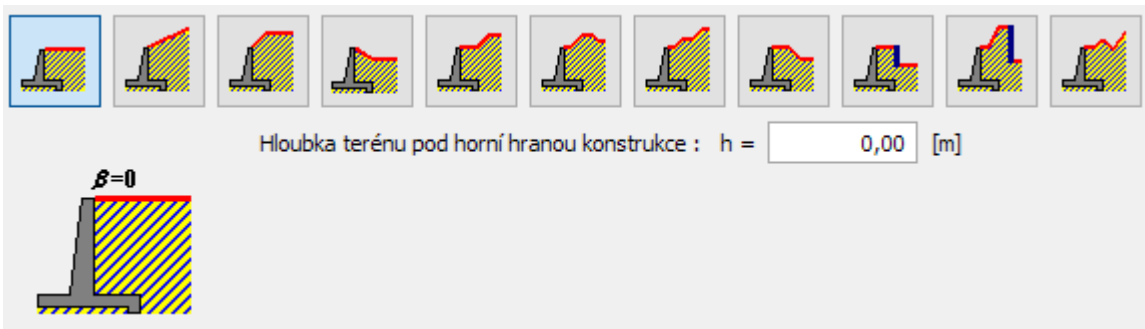 Hloubka terénu pod horní hranou konstrukce : h = 0,00 [m]
β=0